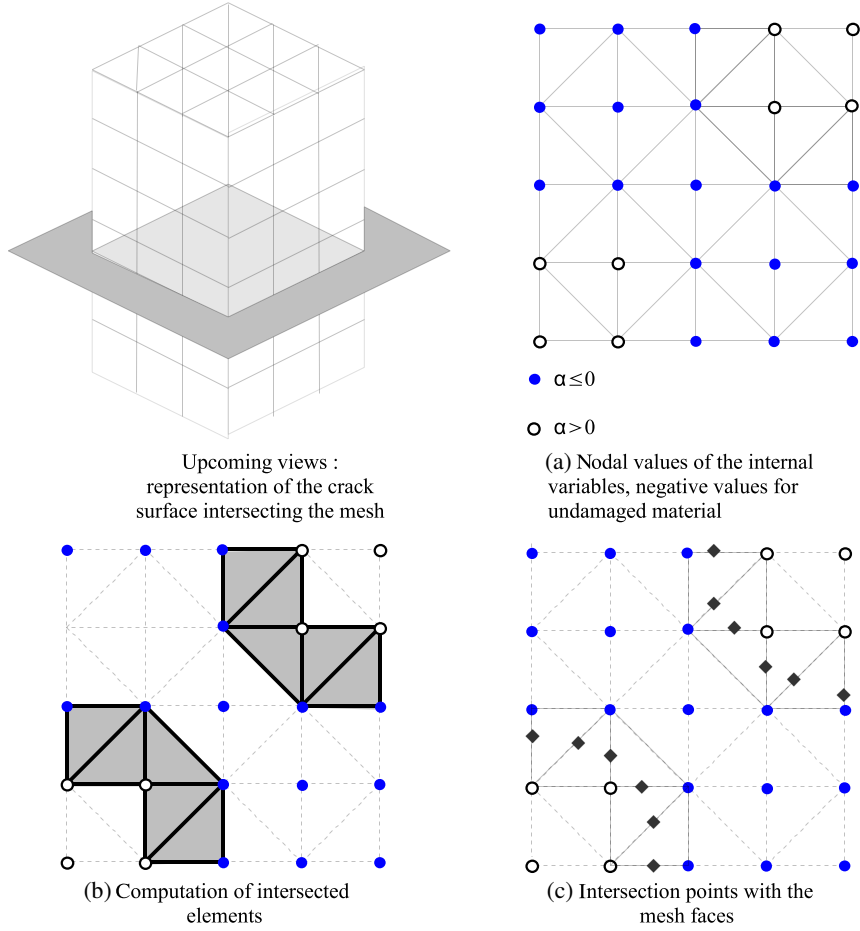 α≤0
α>0
Upcoming views :
representation of the crack
surface intersecting the mesh
(a) Nodal values of the internal
variables, negative values for
undamaged material
(b) Computation of intersected
elements
(c) Intersection points with the
mesh faces